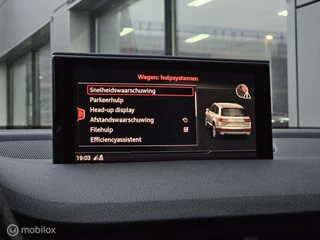 Wagen: hulpsystemen
Snelheidswaarschuwing
Parkeerhulp
Head-up display
Afstandswaarschuwing
Filehulp
Efficiencyassistent
19:03
mobilox